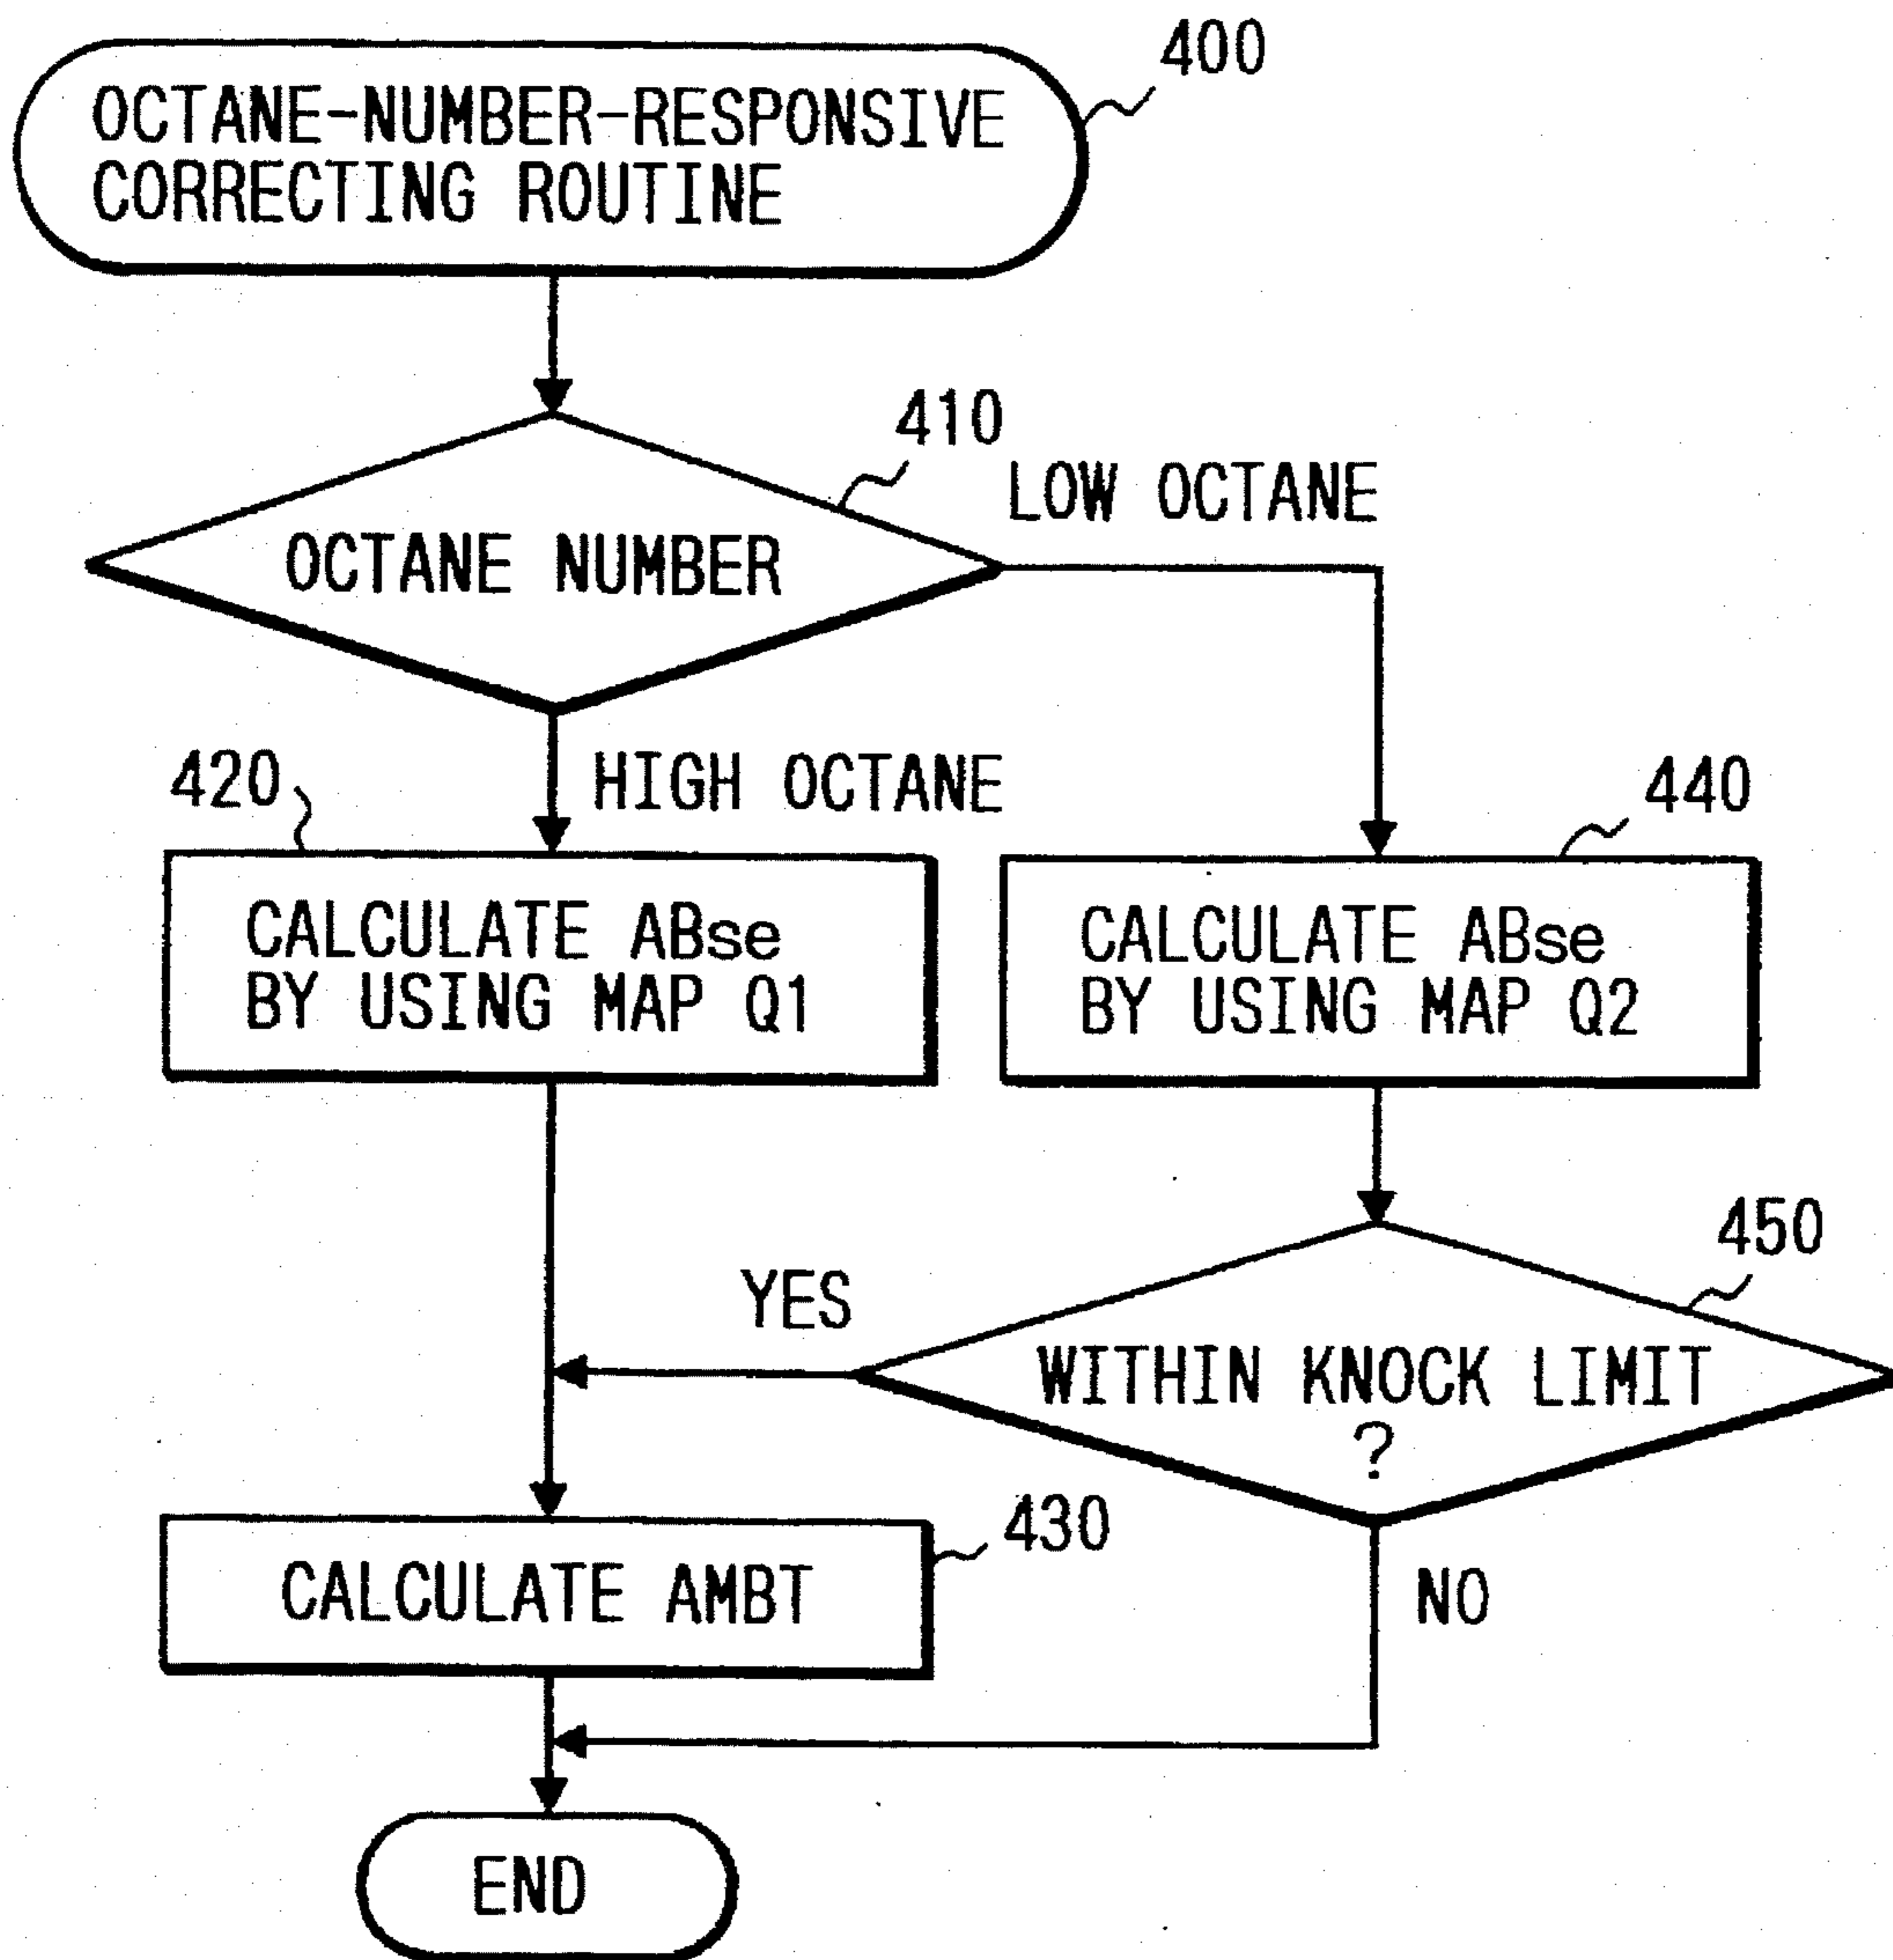 400
OCTANE-NUMBER-RESPONSIVE
CORRECTING ROUTINE
410
LOW OCTANE
OCTANE NUMBER
420
HIGH OCTANE
440
CALCULATE ABse
BY USING MAP Q1
CALCULATE ABse
BY USING MAP Q2
450
YES
WITHIN KNOCK LIMIT
?
430
CALCULATE AMBT
NO
END